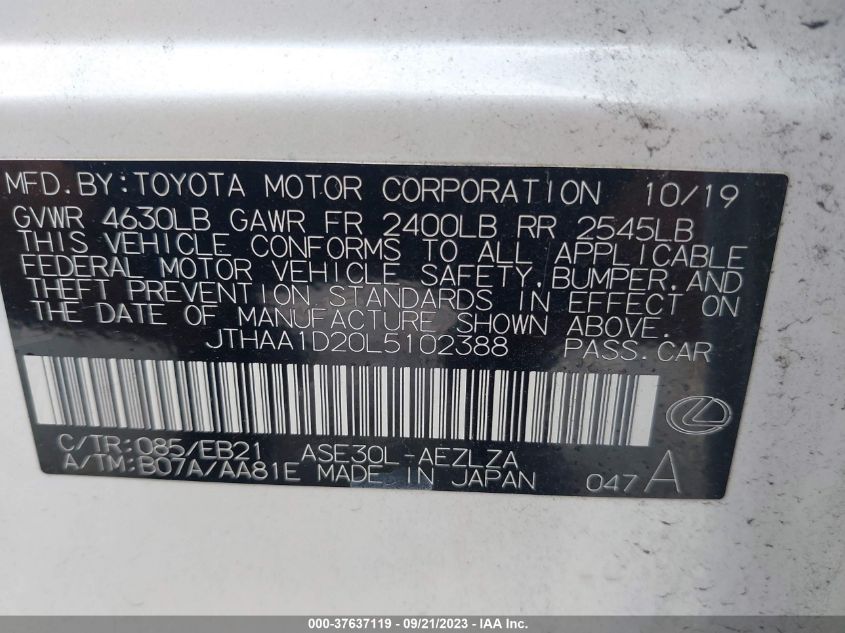 MFD. BY: TOYOTA MOTOR CORPORATION 10/19
GVWR 4630LB GAWR FR 2400LB RR 2545LB
THIS VEHICLE CONFORMS TO ALL APPLICABLE
FEDERAL MOTOR VEHICLE SAFETY, BUMPER, AND
THEFT PREVENTION STANDARDS IN EFFECT ON
THE DATE OF MANUFACTURE SHOWN ABOVE.
JTHAA1D20L5102388 PASS. CAR
C/TR: 085/EB21 ASE30L-AEZLZA
A/TM: B07A/AA81E MADE IN JAPAN 047A
000-37637119 - 09/21/2023 - IAA Inc.